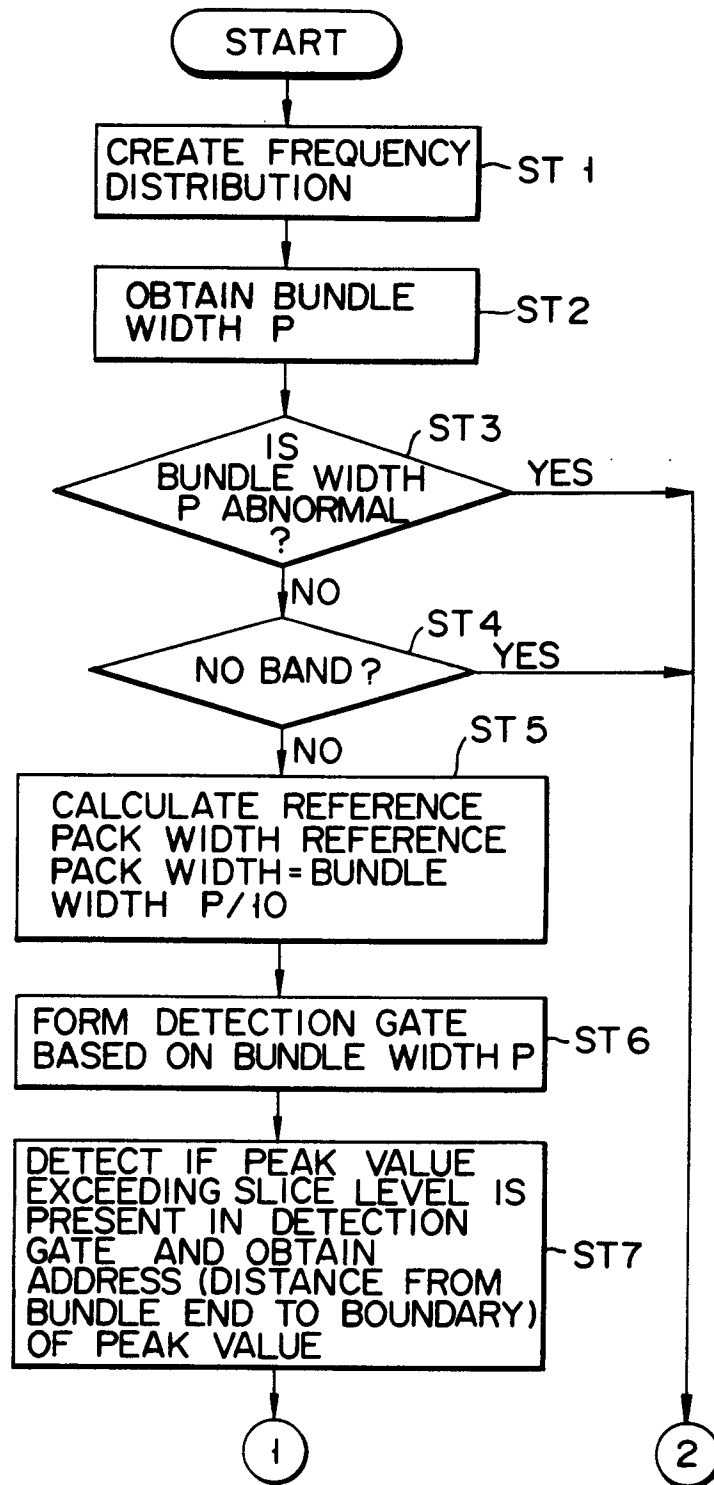 START
CREATE FREQUENCY
DISTRIBUTION
ST 1
OBTAIN BUNDLE
WIDTH P
ST2
IS
BUNDLE WIDTH
P ABNORMAL
?
ST3
YES
NO
NO BAND?
ST4
YES
NO
ST5
CALCULATE REFERENCE
PACK WIDTH REFERENCE
PACK WIDTH=BUNDLE
WIDTH P/10
FORM DETECTION GATE
BASED ON BUNDLE WIDTH P
ST6
DETECT IF PEAK VALUE
EXCEEDING SLICE LEVEL IS
PRESENT IN DETECTION
GATE AND OBTAIN
ADDRESS (DISTANCE FROM
BUNDLE END TO BOUNDARY)
OF PEAK VALUE
ST7
1
2